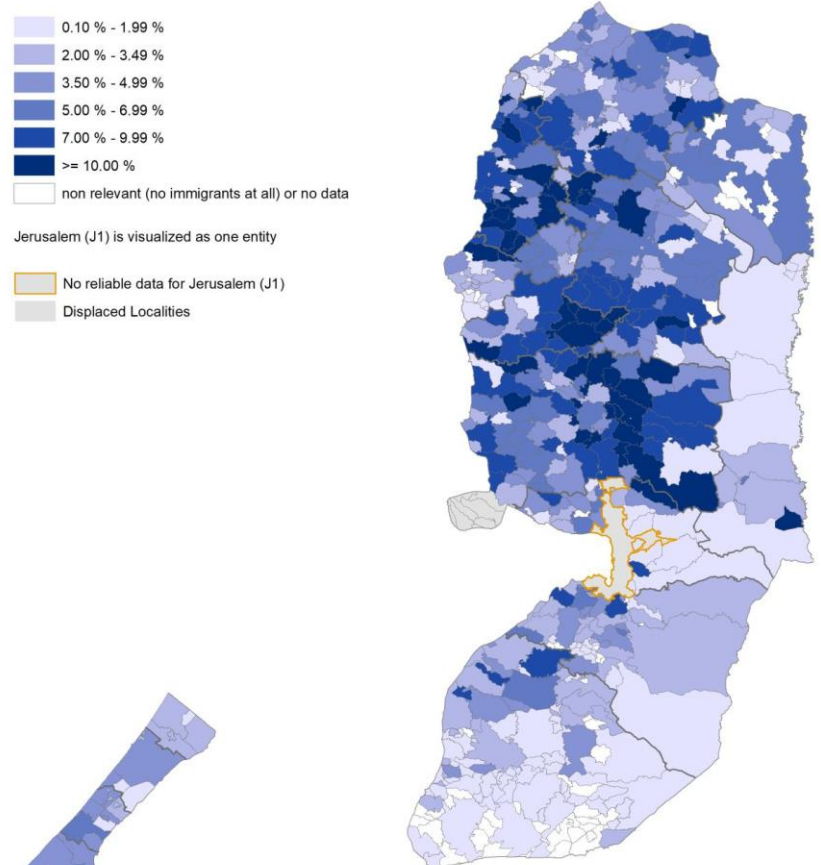 0.10 % - 1.99 %
2.00 % - 3.49 %
3.50 % - 4.99 %
5.00 % - 6.99 %
7.00 % - 9.99 %
>= 10.00 %
non relevant (no immigrants at all) or no data
Jerusalem (J1) is visualized as one entity
No reliable data for Jerusalem (J1)
Displaced Localities